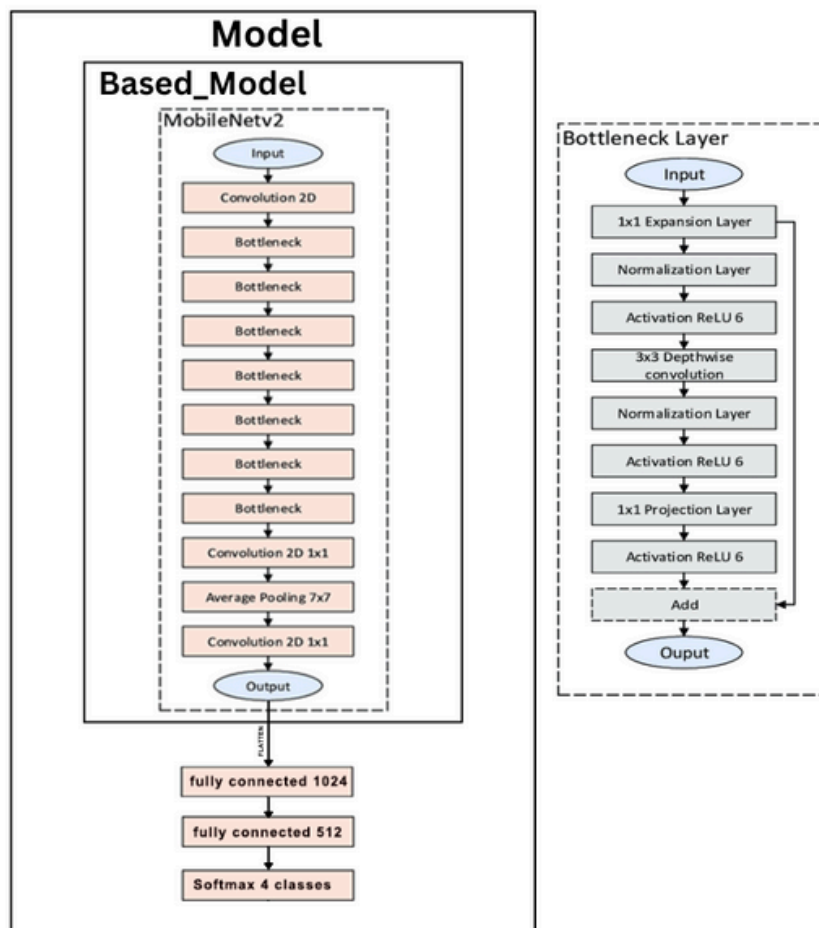 Model
Based_Model
MobileNetv2
Input
Convolution 2D
Bottleneck
Bottleneck
Bottleneck
Bottleneck
Bottleneck
Bottleneck
Bottleneck
Convolution 2D 1x1
Average Pooling 7x7
Convolution 2D 1x1
Output
FLATTEN
fully connected 1024
fully connected 512
Softmax 4 classes
Bottleneck Layer
Input
1x1 Expansion Layer
Normalization Layer
Activation ReLU 6
3x3 Depthwise
convolution
Normalization Layer
Activation ReLU 6
1x1 Projection Layer
Activation ReLU 6
Add
Ouput